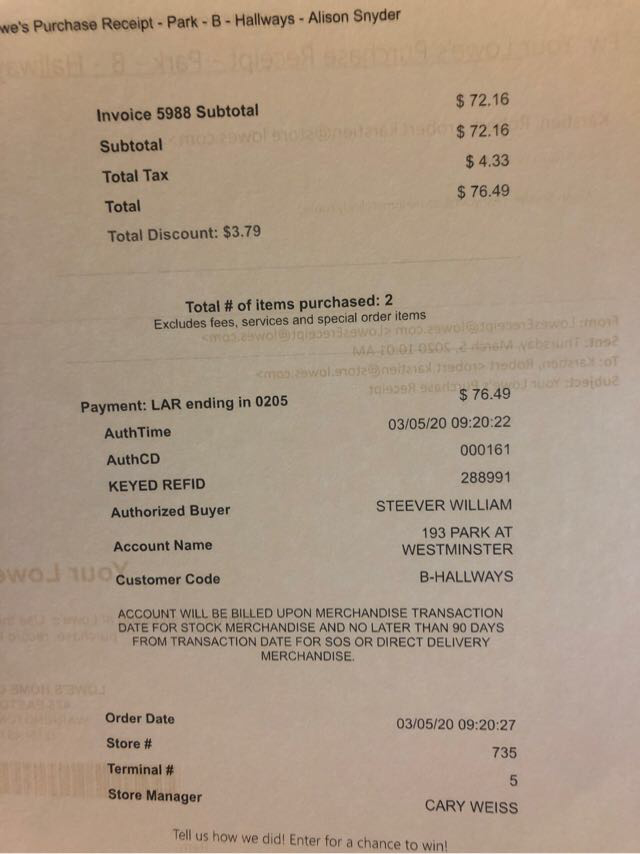 we's Purchase Receipt - Park - B - Hallways - Alison Snyder
Invoice 5988 Subtotal $ 72.16
Subtotal $ 72.16
Total Tax $ 4.33
Total $ 76.49
Total Discount: $3.79
Total # of items purchased: 2
Excludes fees, services and special order items
Payment: LAR ending in 0205 $ 76.49
AuthTime 03/05/20 09:20:22
AuthCD 000161
KEYED REFID 288991
Authorized Buyer STEEVER WILLIAM
Account Name 193 PARK AT
WESTMINSTER
Customer Code B-HALLWAYS
ACCOUNT WILL BE BILLED UPON MERCHANDISE TRANSACTION
DATE FOR STOCK MERCHANDISE AND NO LATER THAN 90 DAYS
FROM TRANSACTION DATE FOR SOS OR DIRECT DELIVERY
MERCHANDISE.
Order Date 03/05/20 09:20:27
Store # 735
Terminal # 5
Store Manager CARY WEISS
Tell us how we did! Enter for a chance to win!